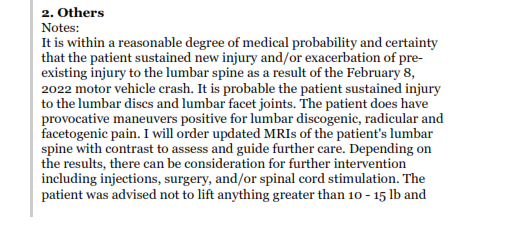 2. Others
Notes:
It is within a reasonable degree of medical probability and certainty
that the patient sustained new injury and/or exacerbation of pre-
existing injury to the lumbar spine as a result of the February 8,
2022 motor vehicle crash. It is probable the patient sustained injury
to the lumbar discs and lumbar facet joints. The patient does have
provocative maneuvers positive for lumbar discogenic, radicular and
facetogenic pain. I will order updated MRIs of the patient's lumbar
spine with contrast to assess and guide further care. Depending on
the results, there can be consideration for further intervention
including injections, surgery, and/or spinal cord stimulation. The
patient was advised not to lift anything greater than 10 - 15 lb and